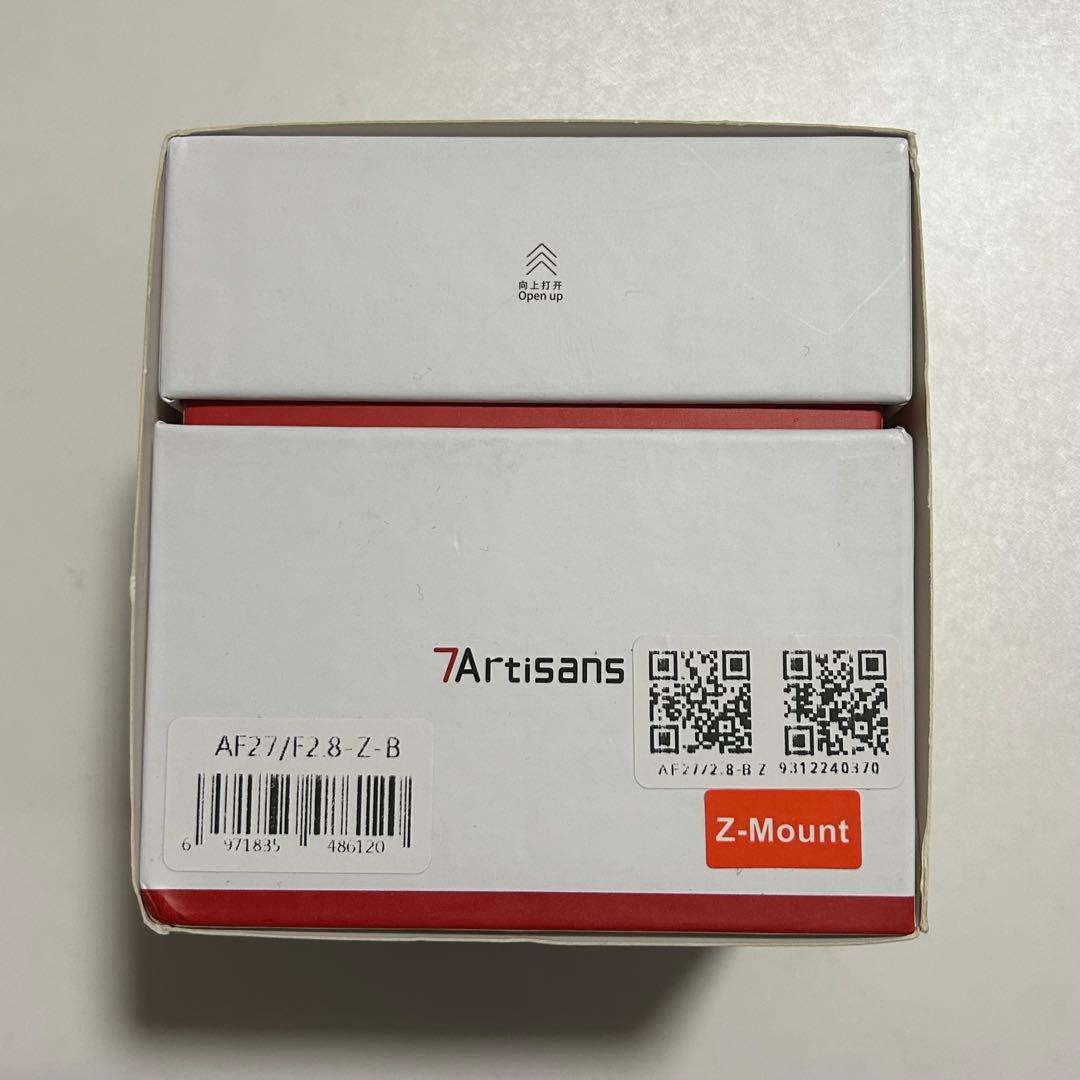 向上打开
Open up
7Artisans
AF27/2.8-B Z 9312240370
AF27/F2.8-Z-B
6 971835 486120
Z-Mount